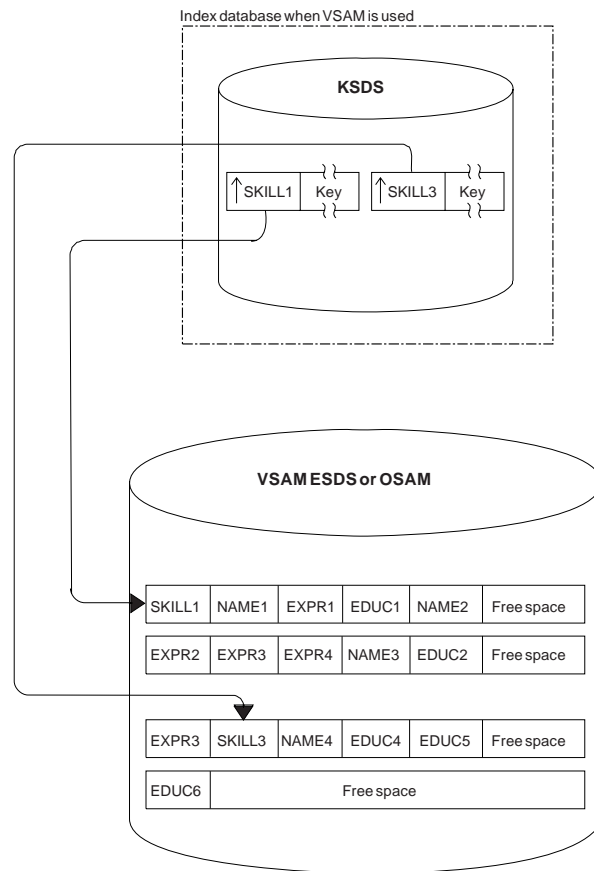 Index database when VSAM is used
KSDS
↑ SKILL1 Key ↑ SKILL3 Key
VSAM ESDS or OSAM
SKILL1 NAME1 EXPR1 EDUC1 NAME2 Free space
EXPR2 EXPR3 EXPR4 NAME3 EDUC2 Free space
EXPR3 SKILL3 NAME4 EDUC4 EDUC5 Free space
EDUC6 Free space